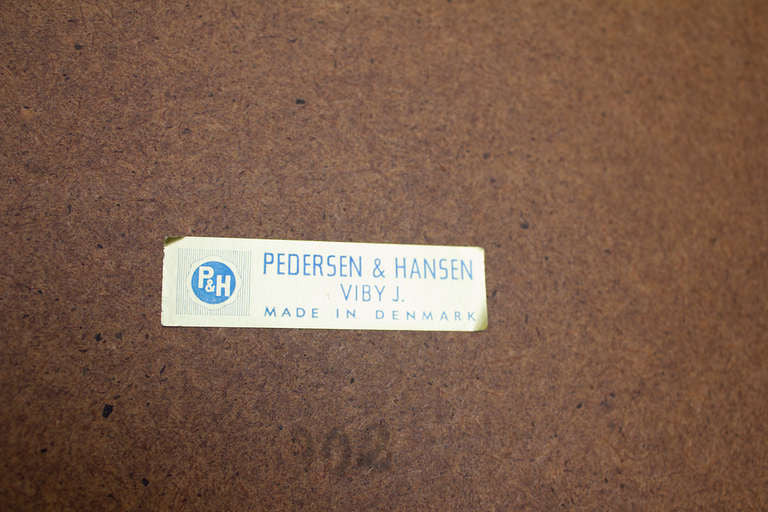 P&H
PEDERSEN & HANSEN
VIBY J.
MADE IN DENMARK